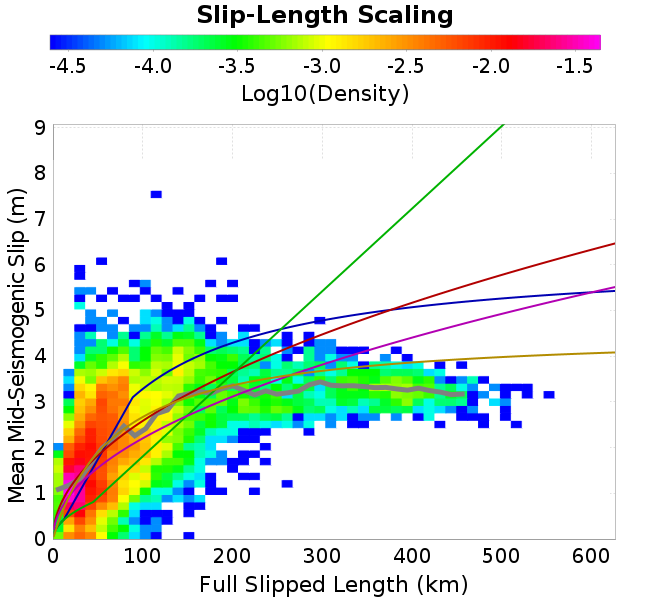 Slip-Length Scaling
-4.5 -4.0 -3.5 -3.0 -2.5 -2.0 -1.5
Log10(Density)
Mean Mid-Seismogenic Slip (m)
9
8
7
6
5
4
3
2
1
0
0 100 200 300 400 500 600
Full Slipped Length (km)